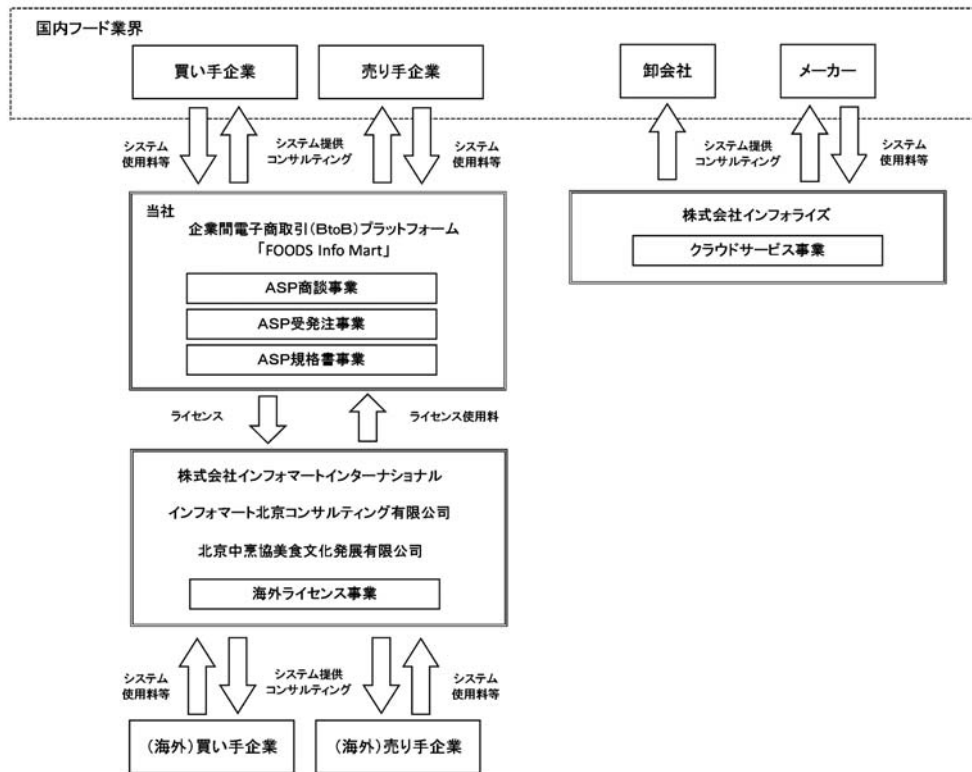 国内フード業界
買い手企業
売り手企業
卸会社
メーカー
システム
使用料等
システム提供
コンサルティング
システム
使用料等
システム提供
コンサルティング
システム
使用料等
当社
企業間電子商取引(BtoB)プラットフォーム
「FOODS Info Mart」
ASP商談事業
ASP受発注事業
ASP規格書事業
株式会社インフォライズ
クラウドサービス事業
ライセンス
ライセンス使用料
株式会社インフォマートインターナショナル
インフォマート北京コンサルティング有限公司
北京中烹協美食文化発展有限公司
海外ライセンス事業
システム
使用料等
システム提供
コンサルティング
システム
使用料等
(海外)買い手企業
(海外)売り手企業